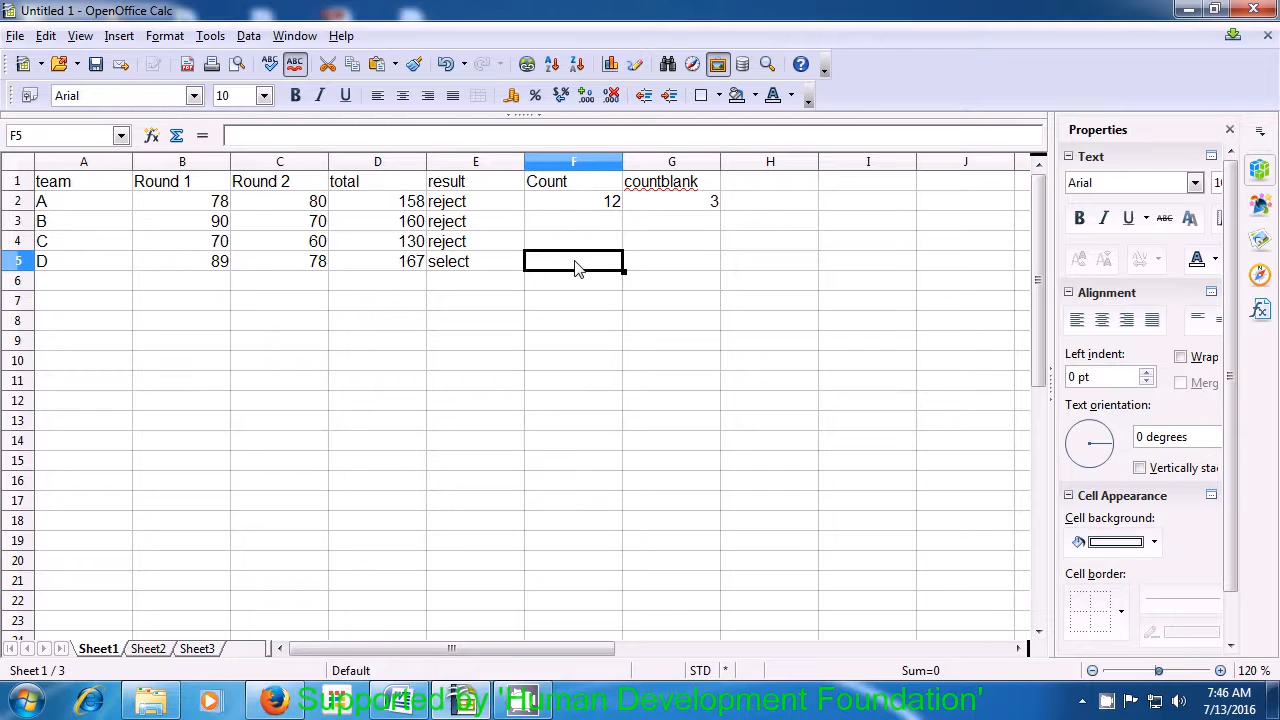 Untitled 1 - OpenOffice Calc
File Edit View Insert Format Tools Data Window Help
Arial 10
F5
Properties
A B C D E F G H I J
Text
1 team Round 1 Round 2 total result Count countblank
Arial
2 A 78 80 158 reject 12 3
3 B 90 70 160 reject
4 C 70 60 130 reject
5 D 89 78 167 select
6
7
8
9
10
11
12
13
14
15
16
17
18
19
20
21
22
23
Alignment
Left indent:
Wrap
0 pt
Merg
Text orientation:
0 degrees
Vertically sta
Cell Appearance
Cell background:
Cell border:
Sheet1 Sheet2 Sheet3
Sheet 1 / 3 Default STD * Sum=0 120 %
Supported by 'Human Development Foundation'
7:46 AM
7/13/2016